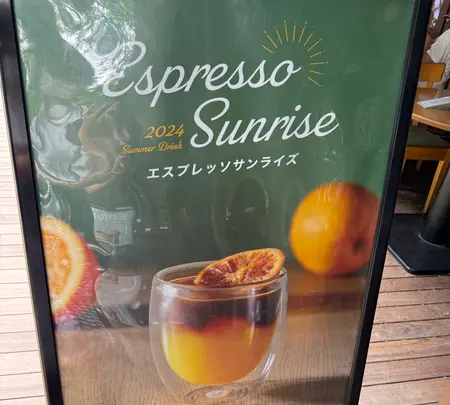 Espresso
2024
Summer Drink
Sunrise
エスプレッソサンライズ